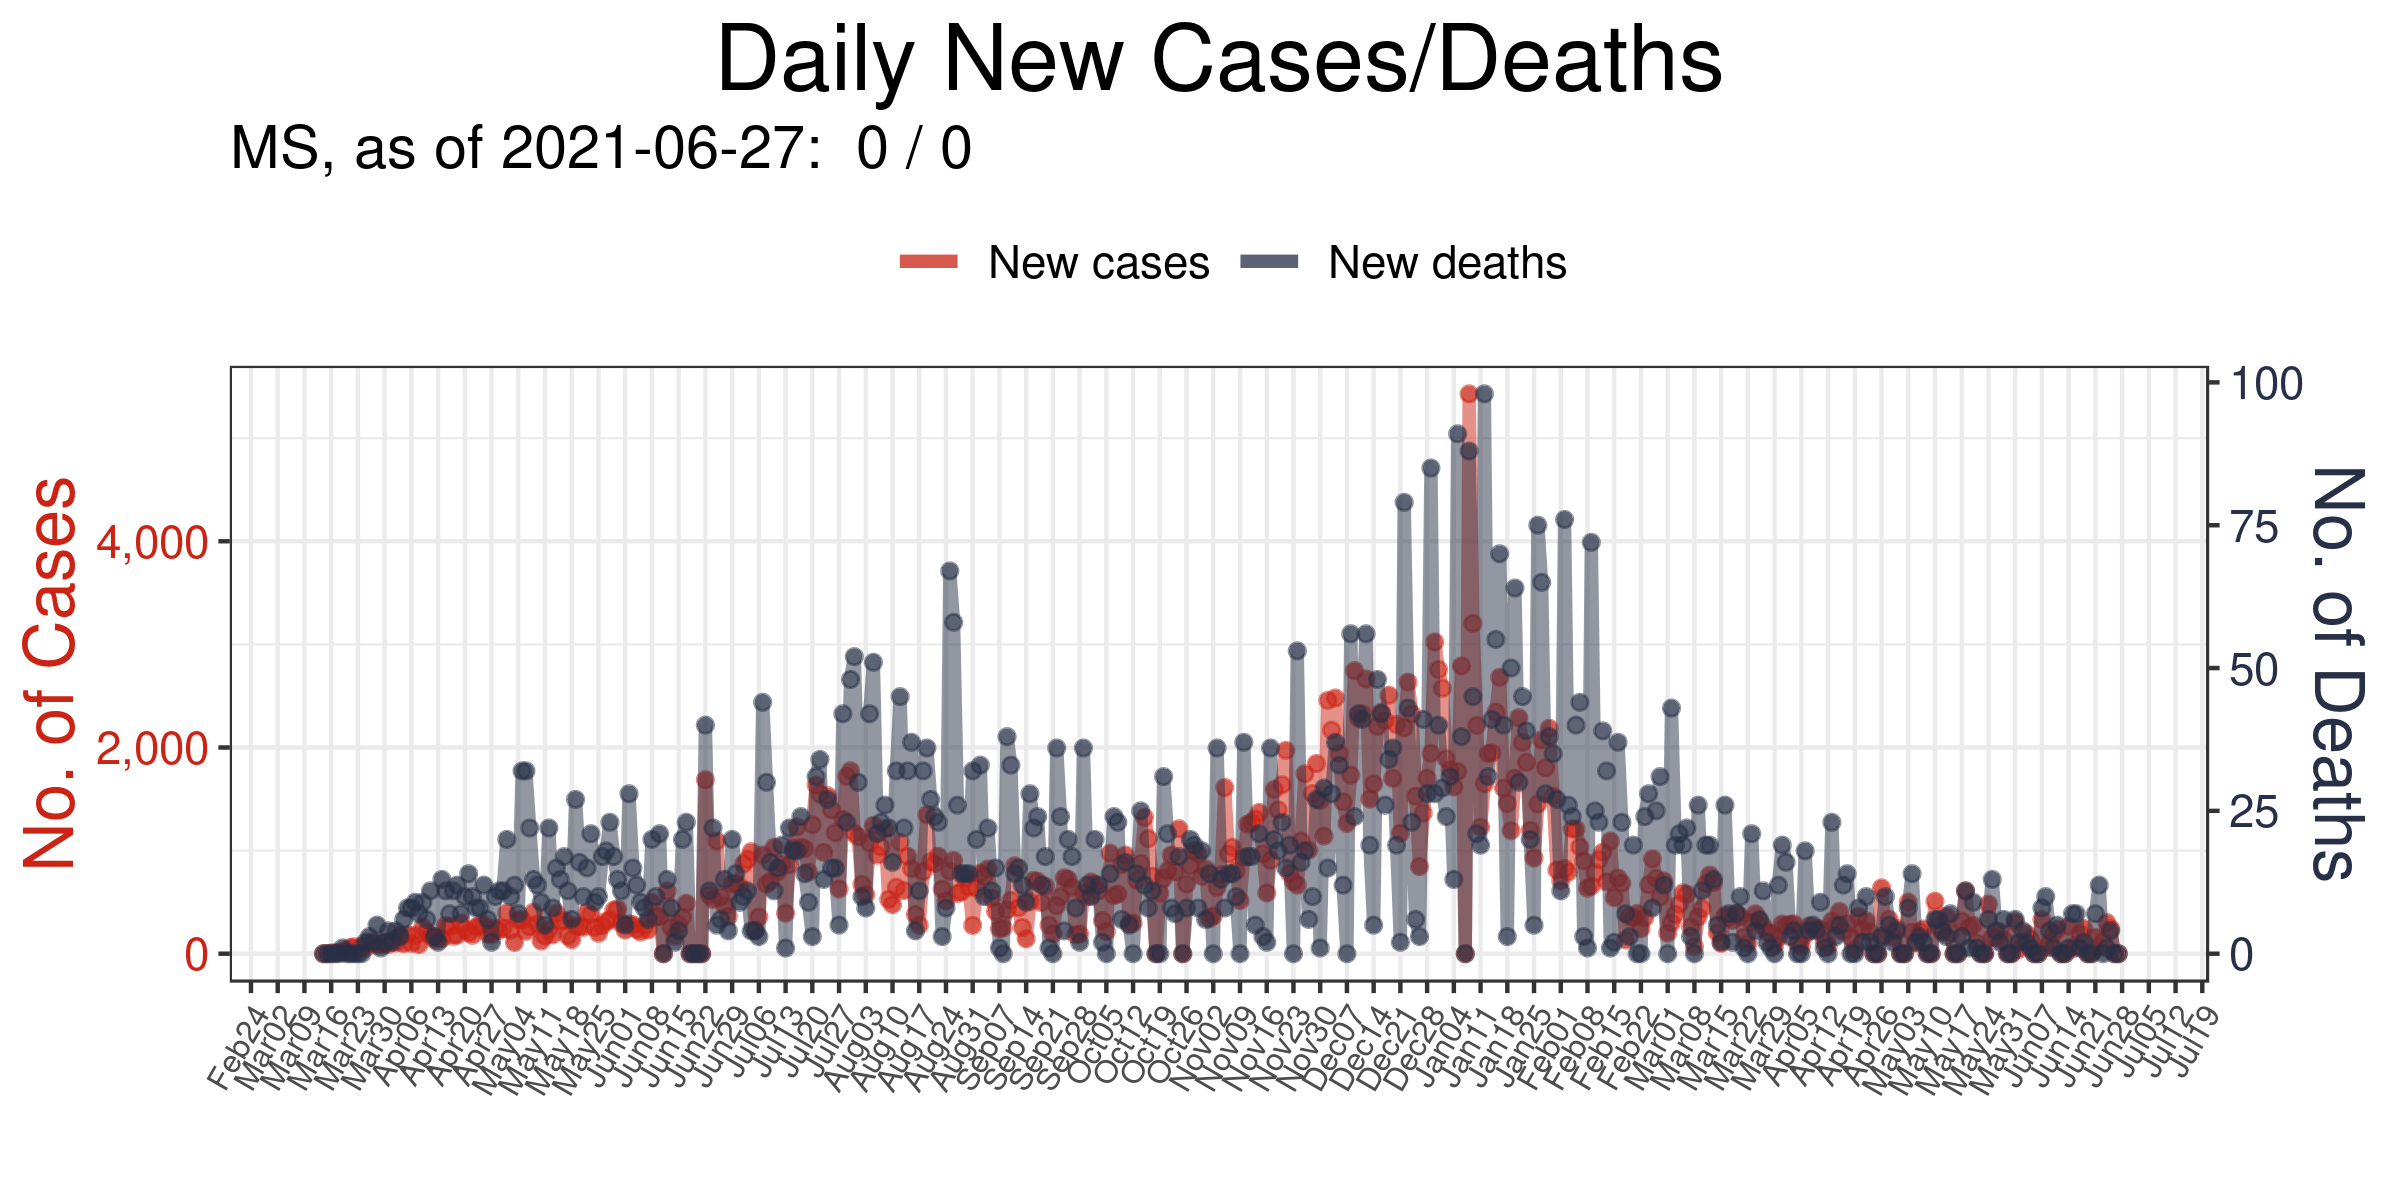 Daily New Cases/Deaths
MS, as of 2021-06-27:  0 / 0
New cases
New deaths
No. of Cases
4,000
2,000
0
100
75
50
25
0
No. of Deaths
Feb24
Mar02
Mar09
Mar16
Mar23
Mar30
Apr06
Apr13
Apr20
Apr27
May04
May11
May18
May25
Jun01
Jun08
Jun15
Jun22
Jun29
Jul06
Jul13
Jul20
Jul27
Aug03
Aug10
Aug17
Aug24
Aug31
Sep07
Sep14
Sep21
Sep28
Oct05
Oct12
Oct19
Oct26
Nov02
Nov09
Nov16
Nov23
Nov30
Dec07
Dec14
Dec21
Dec28
Jan04
Jan11
Jan18
Jan25
Feb01
Feb08
Feb15
Feb22
Mar01
Mar08
Mar15
Mar22
Mar29
Apr05
Apr12
Apr19
Apr26
May03
May10
May17
May24
May31
Jun07
Jun14
Jun21
Jun28
Jul05
Jul12
Jul19